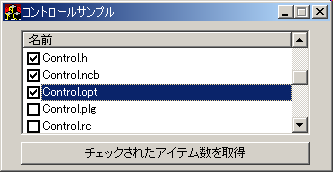 コントロールサンプル
名前
Control.h
Control.ncb
Control.opt
Control.plg
Control.rc
チェックされたアイテム数を取得